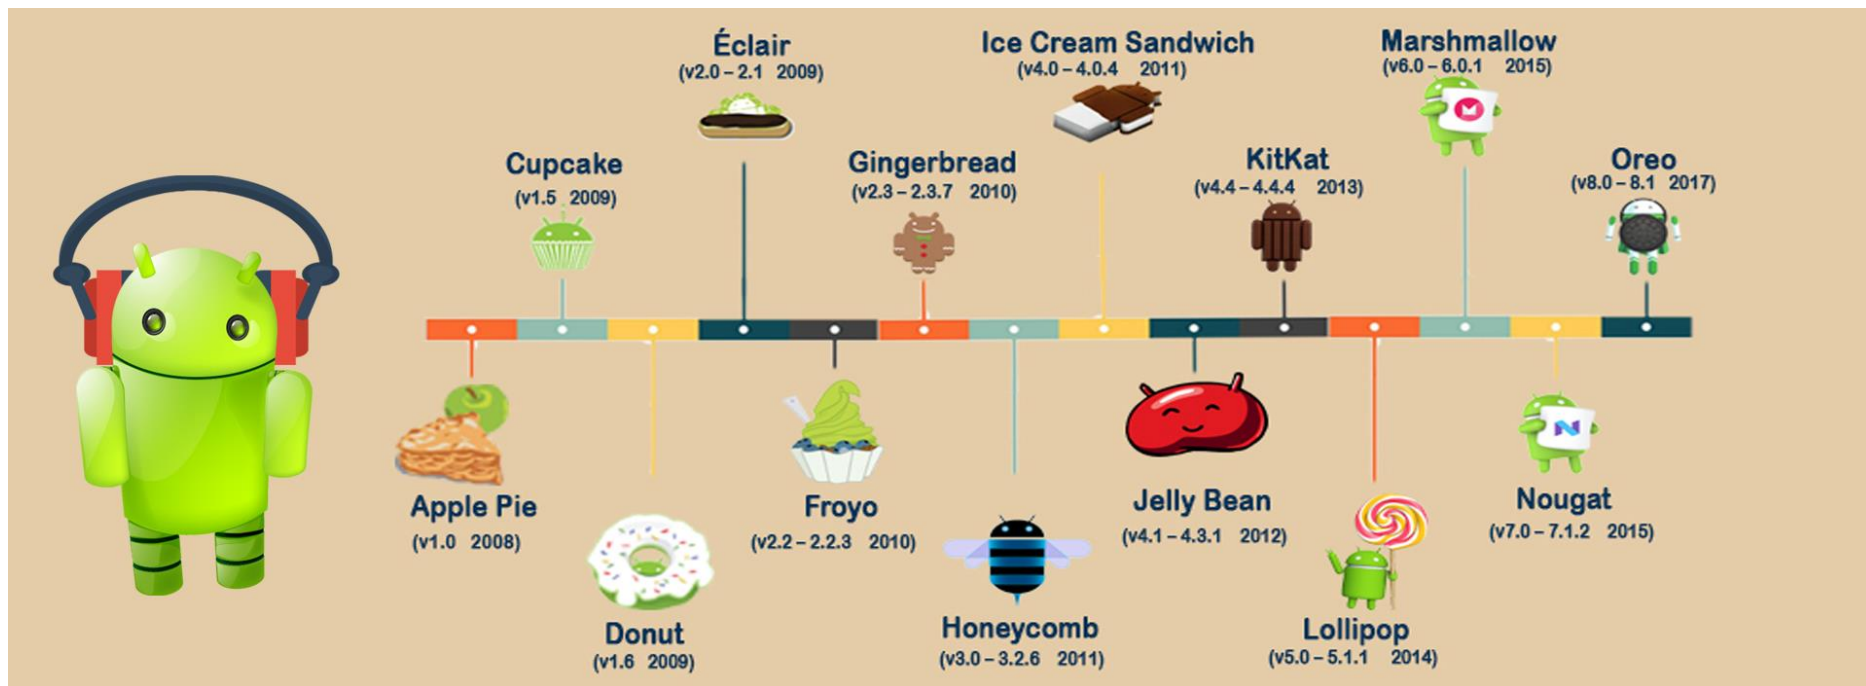 Éclair
(v2.0 – 2.1 2009)
Ice Cream Sandwich
(v4.0 – 4.0.4 2011)
Marshmallow
(v6.0 – 6.0.1 2015)
Cupcake
(v1.5 2009)
Gingerbread
(v2.3 – 2.3.7 2010)
KitKat
(v4.4 – 4.4.4 2013)
Oreo
(v8.0 – 8.1 2017)
Apple Pie
(v1.0 2008)
Froyo
(v2.2 – 2.2.3 2010)
Jelly Bean
(v4.1 – 4.3.1 2012)
Nougat
(v7.0 – 7.1.2 2015)
Donut
(v1.6 2009)
Honeycomb
(v3.0 – 3.2.6 2011)
Lollipop
(v5.0 – 5.1.1 2014)
M
N